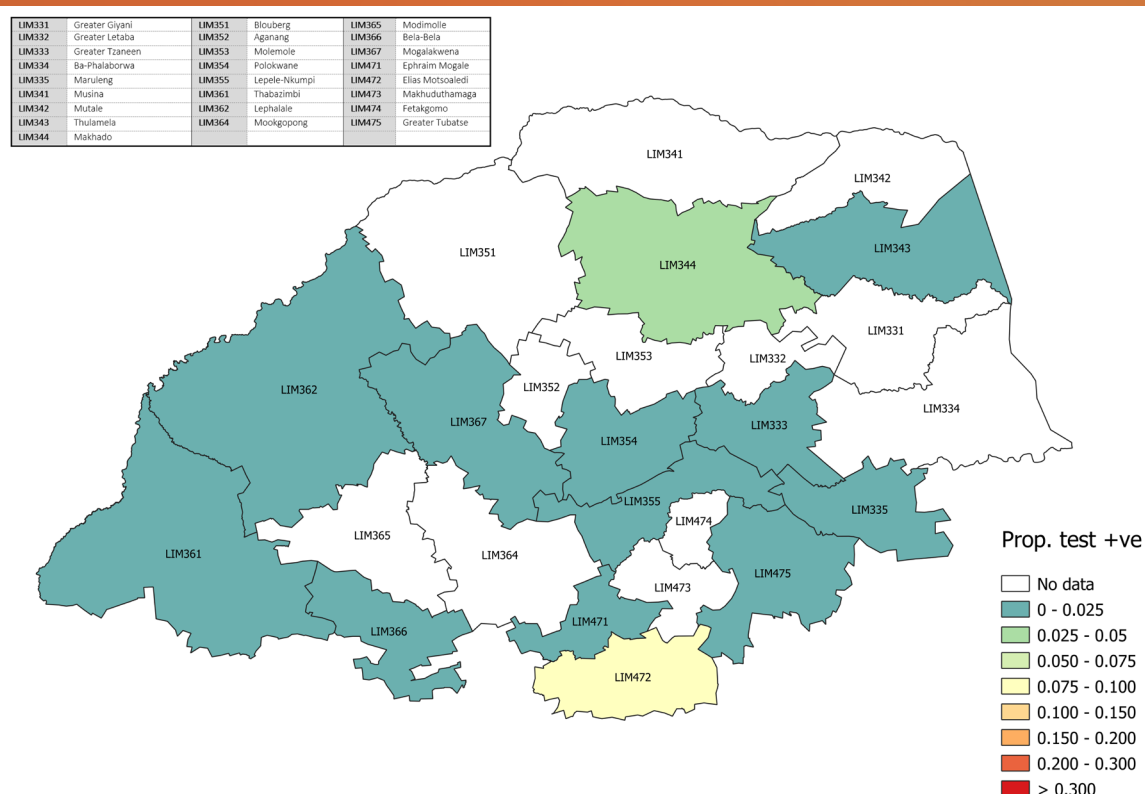 LIM331 Greater Giyani LIM351 Blouberg LIM365 Modimolle
LIM332 Greater Letaba LIM352 Aganang LIM366 Bela-Bela
LIM333 Greater Tzaneen LIM353 Molemole LIM367 Mogalakwena
LIM334 Ba-Phalaborwa LIM354 Polokwane LIM471 Ephraim Mogale
LIM335 Maruleng LIM355 Lepele-Nkumpi LIM472 Elias Motsoaledi
LIM341 Musina LIM361 Thabazimbi LIM473 Makhuduthamaga
LIM342 Mutale LIM362 Lephalale LIM474 Fetakgomo
LIM343 Thulamela LIM364 Mookgopong LIM475 Greater Tubatse
LIM344 Makhado
LIM341
LIM342
LIM343
LIM351
LIM344
LIM331
LIM353
LIM332
LIM352
LIM362
LIM334
LIM367
LIM333
LIM354
LIM355
LIM335
LIM474
LIM365
LIM361
LIM364
LIM475
LIM473
LIM471
LIM366
LIM472
Prop. test +ve
No data
0 - 0.025
0.025 - 0.05
0.050 - 0.075
0.075 - 0.100
0.100 - 0.150
0.150 - 0.200
0.200 - 0.300
> 0.300